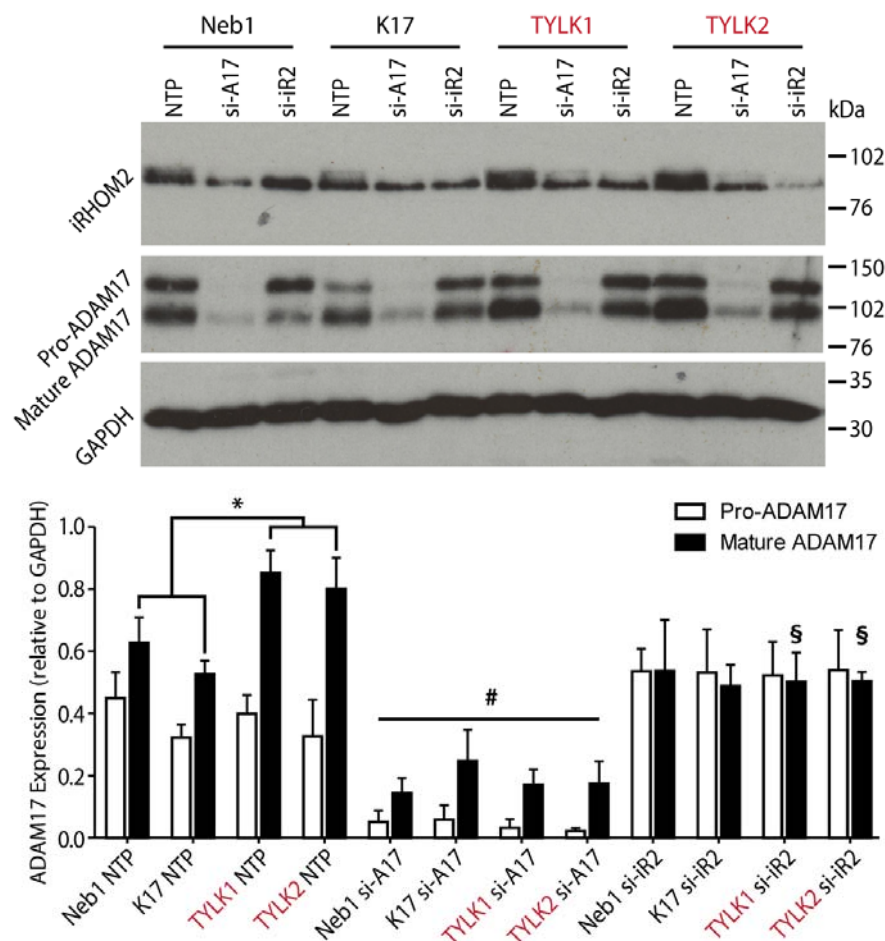 Neb1 K17 TYLK1 TYLK2
NTP si-A17 si-iR2 NTP si-A17 si-iR2 NTP si-A17 si-iR2 NTP si-A17 si-iR2 kDa
iRHOM2
102
76
Pro-ADAM17
Mature ADAM17
150
102
76
GAPDH
35
30
ADAM17 Expression (relative to GAPDH)
1.0
0.8
0.6
0.4
0.2
0.0
*
#
§ §
Pro-ADAM17
Mature ADAM17
Neb1 NTP
K17 NTP
TYLK1 NTP
TYLK2 NTP
Neb1 si-A17
K17 si-A17
TYLK1 si-A17
TYLK2 si-A17
Neb1 si-iR2
K17 si-iR2
TYLK1 si-iR2
TYLK2 si-iR2